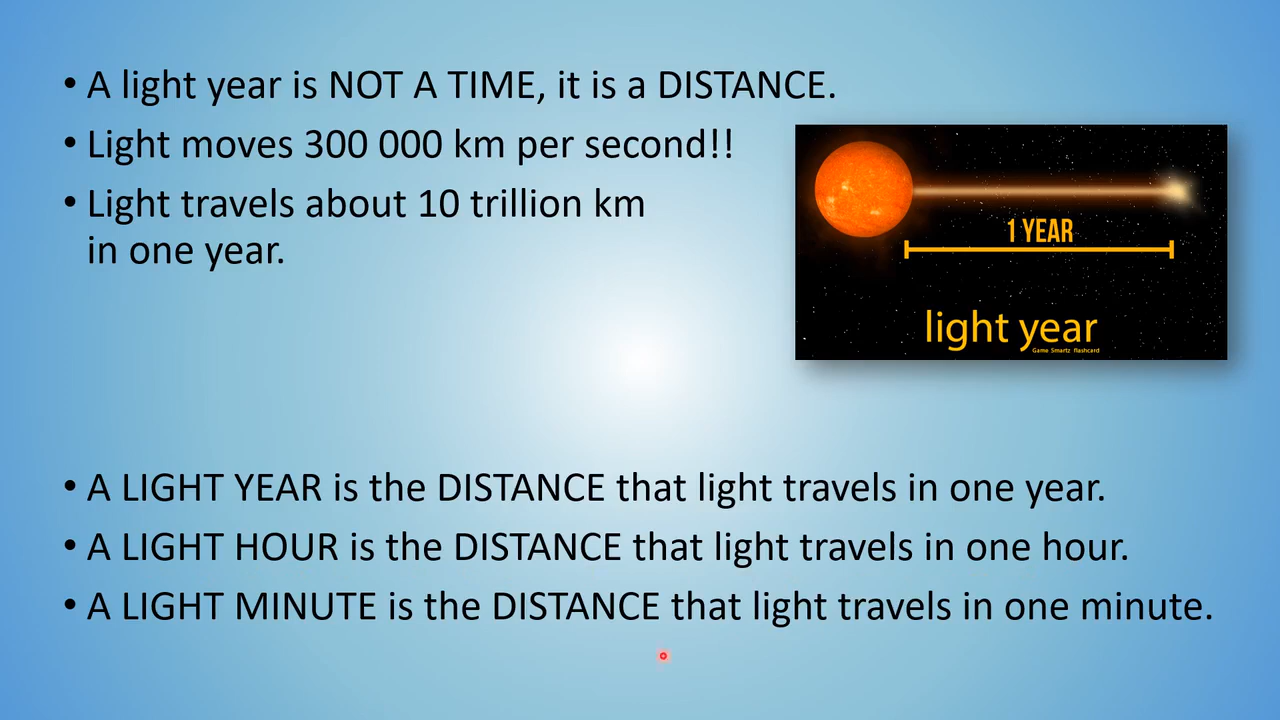 • A light year is NOT A TIME, it is a DISTANCE.
• Light moves 300 000 km per second!!
• Light travels about 10 trillion km
in one year.
1 YEAR
light year
Game Smartz flashcard
• A LIGHT YEAR is the DISTANCE that light travels in one year.
• A LIGHT HOUR is the DISTANCE that light travels in one hour.
• A LIGHT MINUTE is the DISTANCE that light travels in one minute.